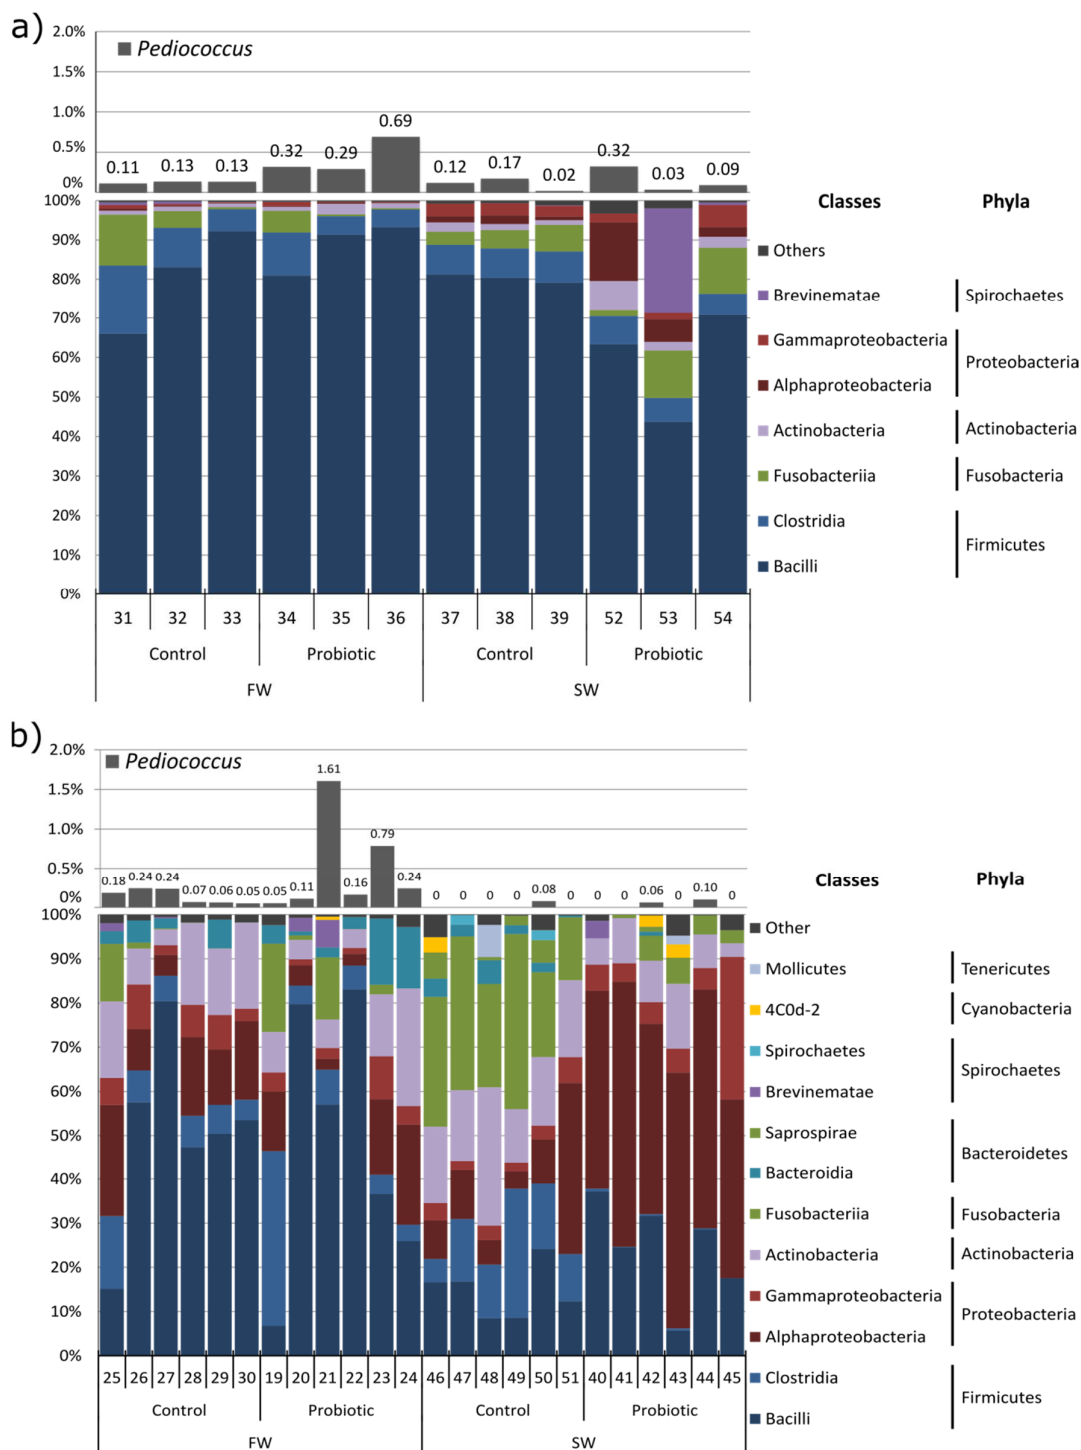 a)
2.0%
Pediococcus
1.5%
1.0%
0.5%
0%
0.11 0.13 0.13 0.32 0.29 0.69 0.12 0.17 0.02 0.32 0.03 0.09
100%
90%
80%
70%
60%
50%
40%
30%
20%
10%
0%
Classes Phyla
Others
Brevinematae Spirochaetes
Gammaproteobacteria
Proteobacteria
Alphaproteobacteria
Actinobacteria Actinobacteria
Fusobacteriia Fusobacteria
Clostridia
Firmicutes
Bacilli
31 32 33 34 35 36 37 38 39 52 53 54
Control Probiotic Control Probiotic
FW SW
b)
2.0%
Pediococcus
1.5%
1.0%
0.5%
0%
0.18 0.24 0.24 0.07 0.06 0.05 0.05 0.11 1.61 0.16 0.79 0.24 0 0 0 0 0.08 0 0 0 0.06 0 0.10 0
100%
90%
80%
70%
60%
50%
40%
30%
20%
10%
0%
Classes Phyla
Other
Mollicutes Tenericutes
4C0d-2 Cyanobacteria
Spirochaetes
Spirochaetes
Brevinematae
Saprospirae
Bacteroidetes
Bacteroidia
Fusobacteriia Fusobacteria
Actinobacteria Actinobacteria
Gammaproteobacteria
Proteobacteria
Alphaproteobacteria
Clostridia
Firmicutes
Bacilli
25 26 27 28 29 30 19 20 21 22 23 24 46 47 48 49 50 51 40 41 42 43 44 45
Control Probiotic Control Probiotic
FW SW